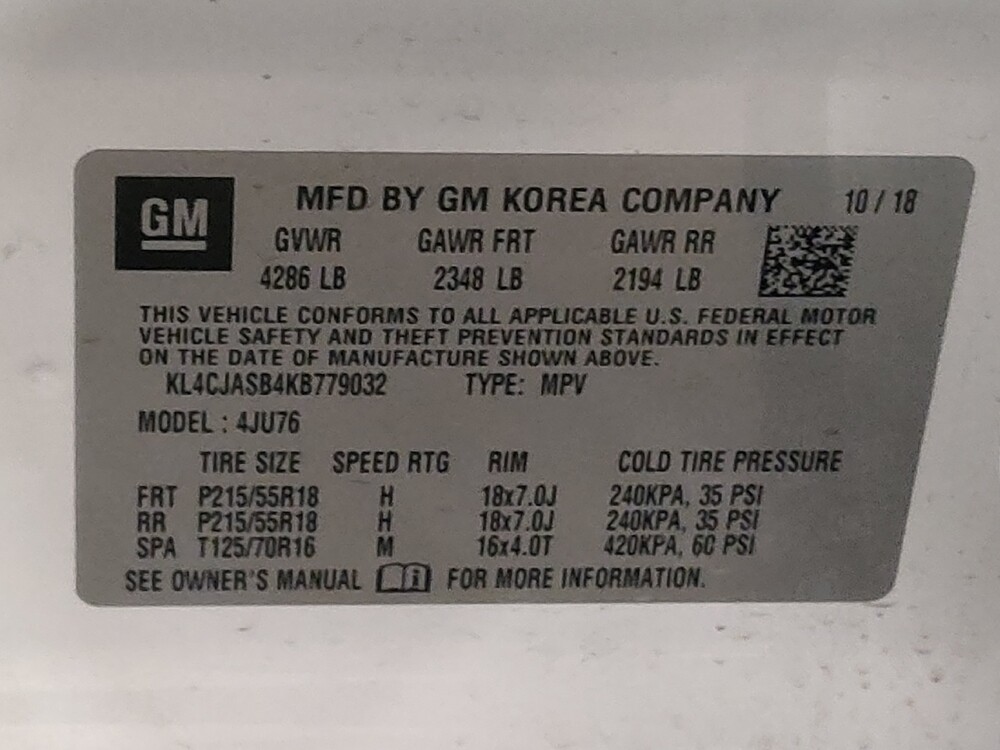 GM
MFD BY GM KOREA COMPANY 10 / 18
GVWR GAWR FRT GAWR RR
4286 LB 2348 LB 2194 LB
THIS VEHICLE CONFORMS TO ALL APPLICABLE U.S. FEDERAL MOTOR
VEHICLE SAFETY AND THEFT PREVENTION STANDARDS IN EFFECT
ON THE DATE OF MANUFACTURE SHOWN ABOVE.
KL4CJASB4KB779032 TYPE: MPV
MODEL : 4JU76
TIRE SIZE SPEED RTG RIM COLD TIRE PRESSURE
FRT P215/55R18 H 18x7.0J 240KPA, 35 PSI
RR P215/55R18 H 18x7.0J 240KPA, 35 PSI
SPA T125/70R16 M 16x4.0T 420KPA, 60 PSI
SEE OWNER'S MANUAL i FOR MORE INFORMATION.